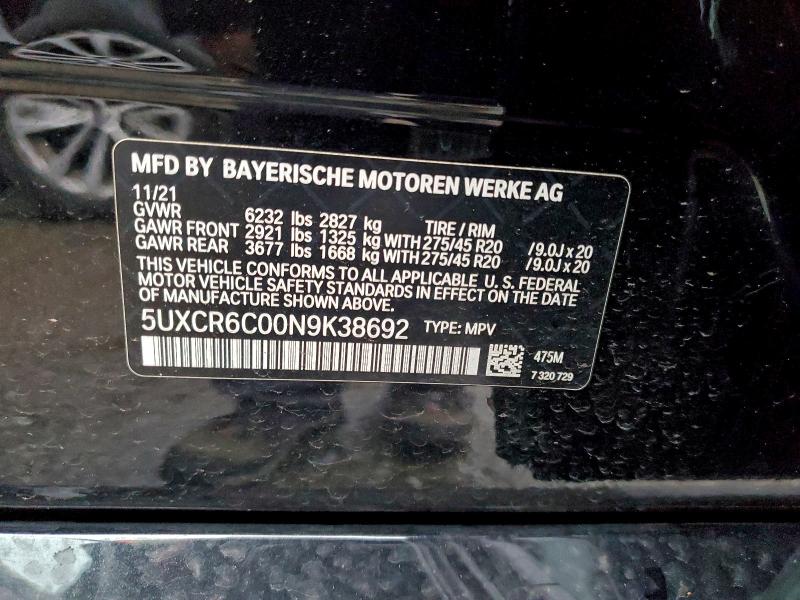 MFD BY BAYERISCHE MOTOREN WERKE AG
11/21
GVWR 6232 lbs 2827 kg TIRE / RIM
GAWR FRONT 2921 lbs 1325 kg WITH 275/45 R20 /9.0J x 20
GAWR REAR 3677 lbs 1668 kg WITH 275/45 R20 /9.0J x 20
THIS VEHICLE CONFORMS TO ALL APPLICABLE U. S. FEDERAL
MOTOR VEHICLE SAFETY STANDARDS IN EFFECT ON THE DATE
OF MANUFACTURE SHOWN ABOVE.
5UXCR6C00N9K38692 TYPE: MPV
475M
7 320 729